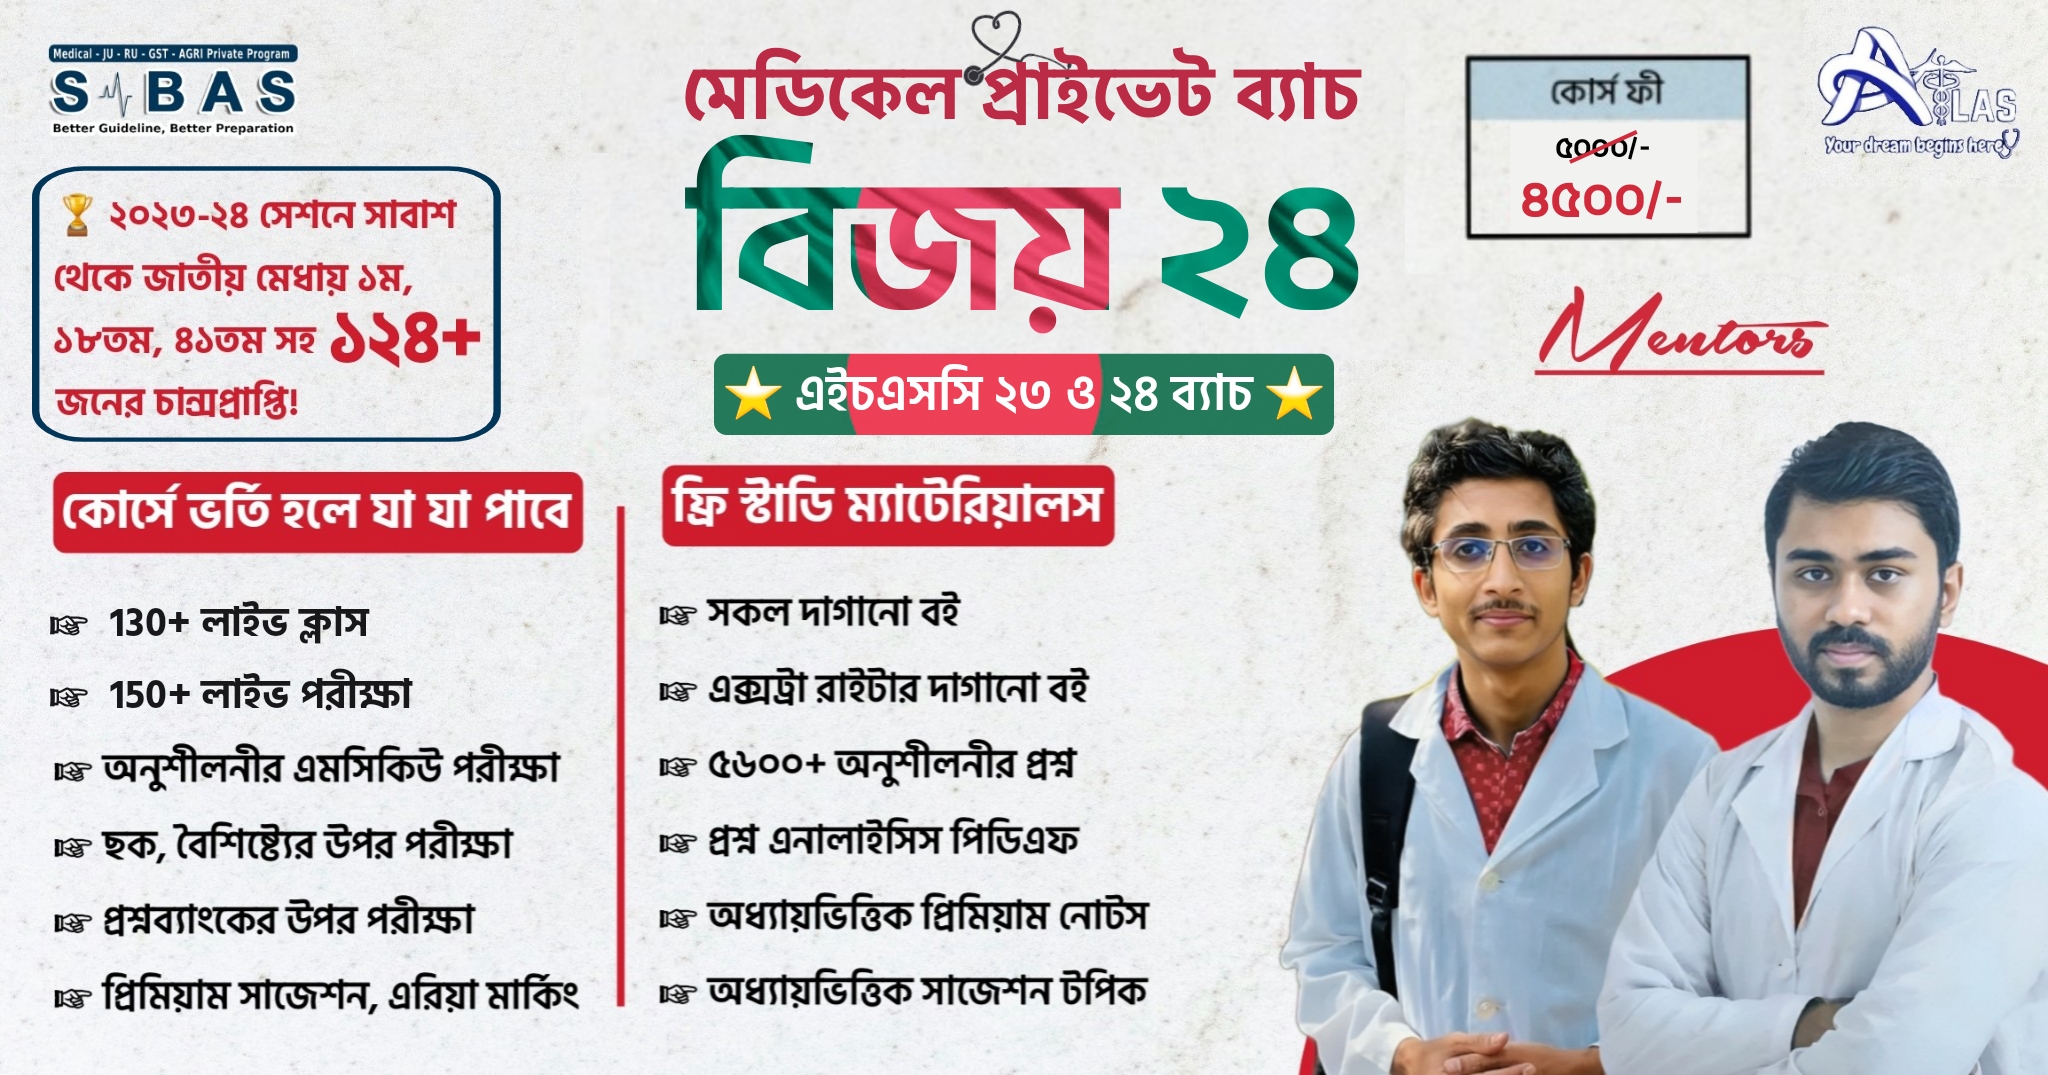 Medical - JU - RU - GST - AGRI Private Program
SABAS
Better Guideline, Better Preparation
মেডিকেল প্রাইভেট ব্যাচ
বিজয় ২৪
এইচএসসি ২৩ ও ২৪ ব্যাচ
কোর্স ফী
৫০০০/-
৪৫০০/-
ATLAS
Your dream begins here
২০২৩-২৪ সেশনে সাবাশ
থেকে জাতীয় মেধায় ১ম,
১৮তম, ৪১তম সহ ১২৪+
জনের চান্সপ্রাপ্তি!
Mentors
কোর্সে ভর্তি হলে যা যা পাবে
130+ লাইভ ক্লাস
150+ লাইভ পরীক্ষা
অনুশীলনীর এমসিকিউ পরীক্ষা
ছক, বৈশিষ্ট্যের উপর পরীক্ষা
প্রশ্নব্যাংকের উপর পরীক্ষা
প্রিমিয়াম সাজেশন, এরিয়া মার্কিং
ফ্রি স্টাডি ম্যাটেরিয়ালস
সকল দাগানো বই
এক্সট্রা রাইটার দাগানো বই
৫৬০০+ অনুশীলনীর প্রশ্ন
প্রশ্ন এনালাইসিস পিডিএফ
অধ্যায়ভিত্তিক প্রিমিয়াম নোটস
অধ্যায়ভিত্তিক সাজেশন টপিক